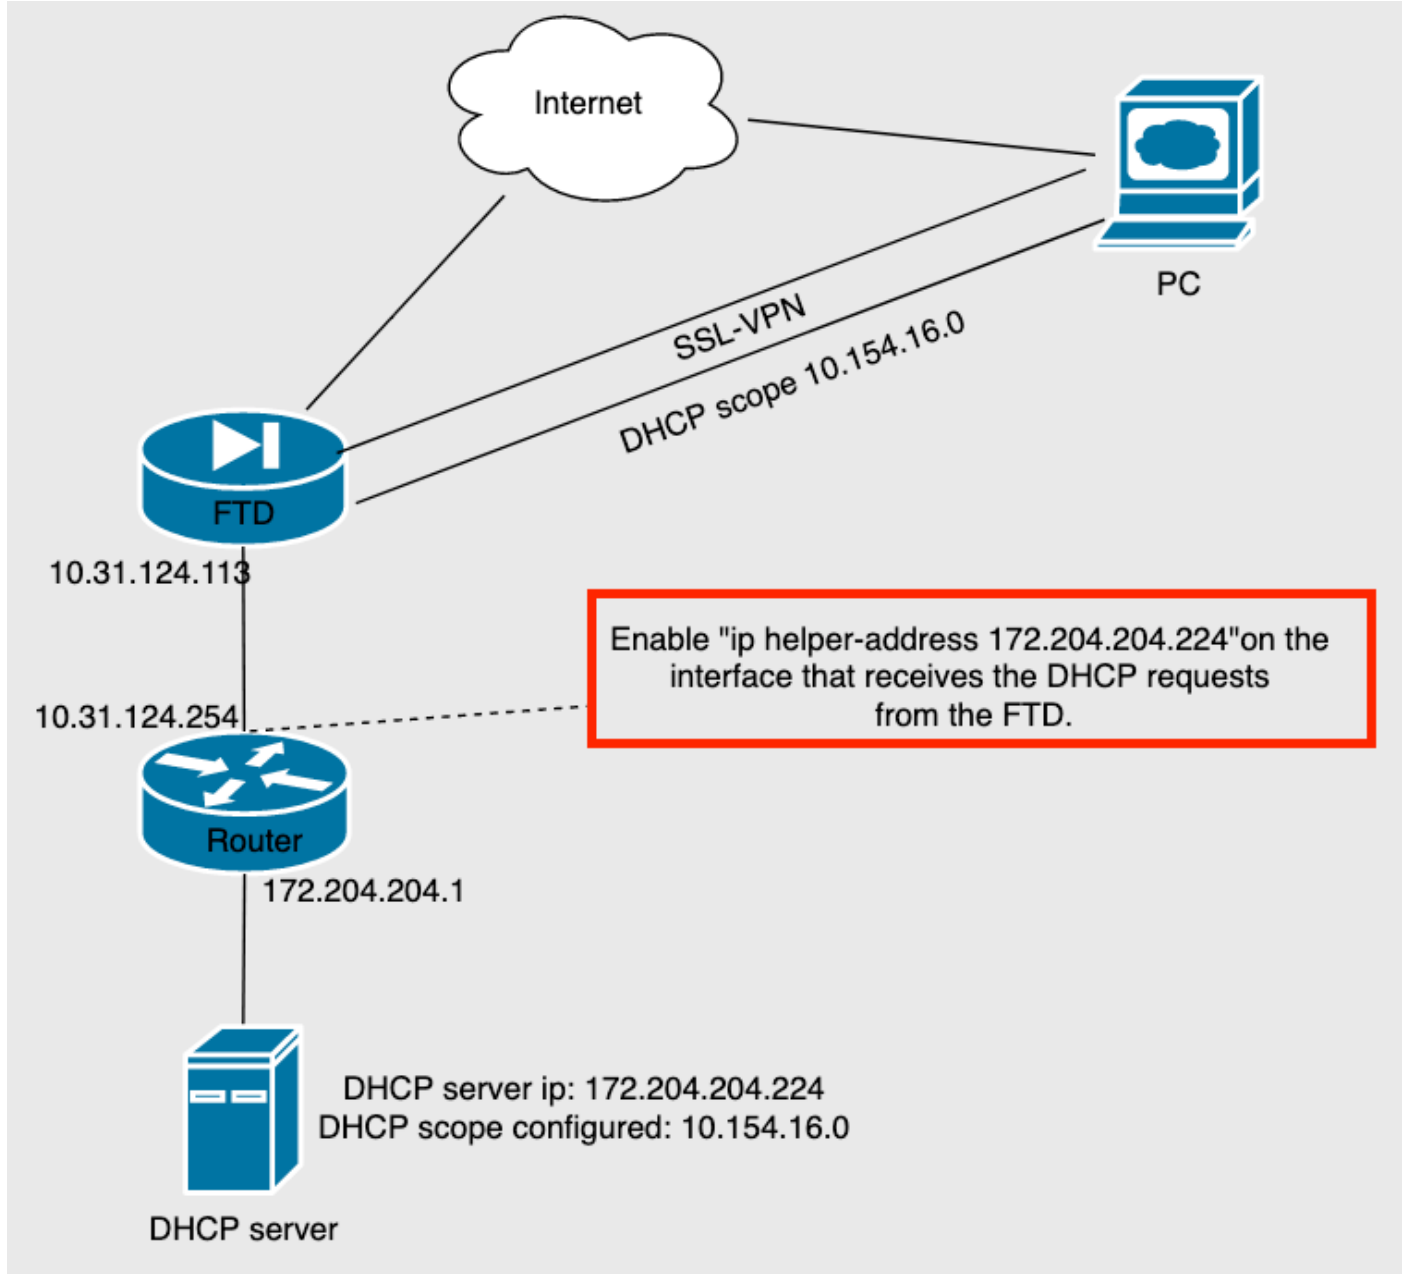 Internet
PC
SSL-VPN
DHCP scope 10.154.16.0
FTD
10.31.124.113
Enable "ip helper-address 172.204.204.224"on the
interface that receives the DHCP requests
from the FTD.
10.31.124.254
Router
172.204.204.1
DHCP server ip: 172.204.204.224
DHCP scope configured: 10.154.16.0
DHCP server